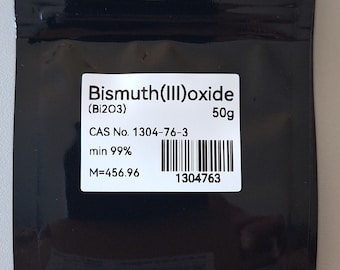 Bismuth(III)oxide
(Bi2O3) 50g
CAS No. 1304-76-3
min 99%
M=456.96
1304763